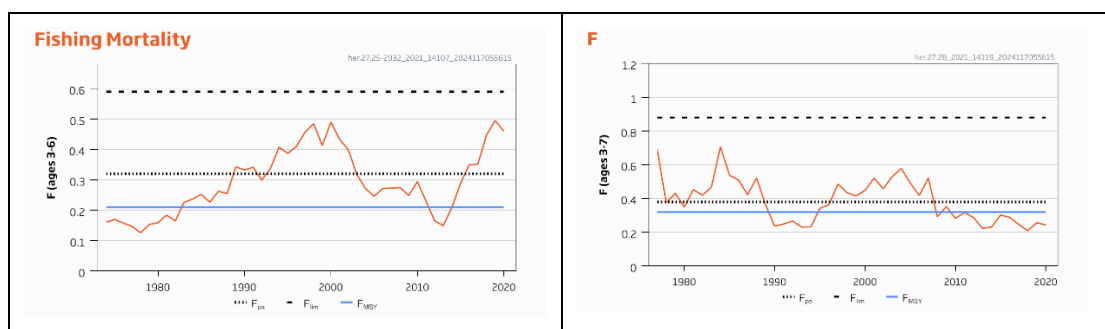 Fishing Mortality
her.27.25-2932_2021_14107_2024117055615
F (ages 3-6)
0.6
0.5
0.4
0.3
0.2
0.1
0
1980 1990 2000 2010 2020
Fpa Flim FMSY
F
her.27.28_2021_14119_2024117055615
F (ages 3-7)
1.2
1
0.8
0.6
0.4
0.2
0
1980 1990 2000 2010 2020
Fpa Flim FMSY